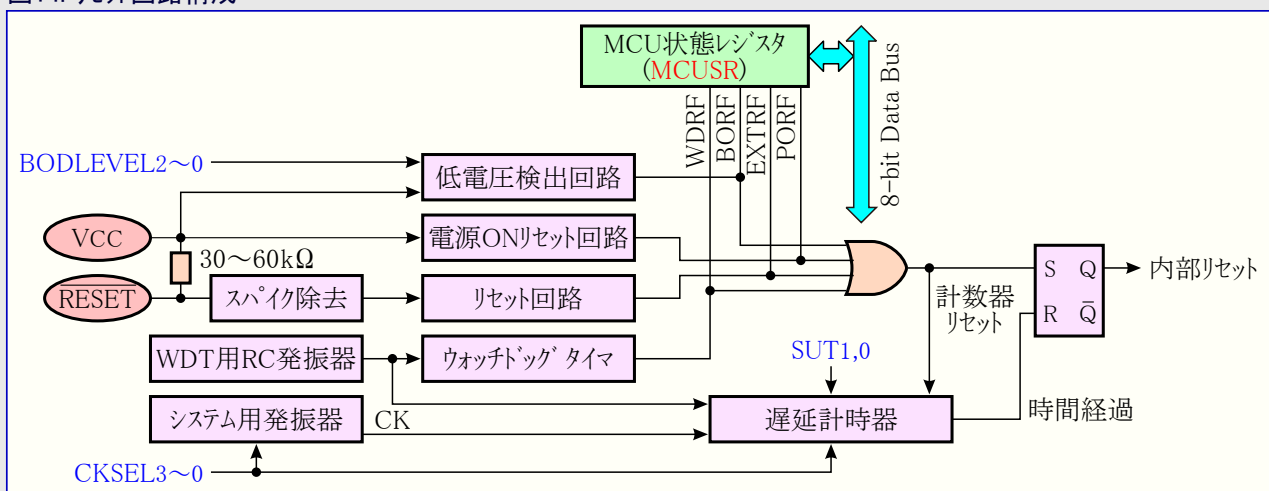 MCU状態レジスタ
(MCUSR)
8-bit Data Bus
WDRF
BORF
EXTRF
PORF
BODLEVEL2～0
低電圧検出回路
VCC
電源ONリセット回路
30～60kΩ
RESET
スパイク除去
リセット回路
計数器
リセット
S Q
R Q̅
内部リセット
WDT用RC発振器
ウォッチドッグ タイマ
SUT1,0
システム用発振器
CK
遅延計時器
時間経過
CKSEL3～0